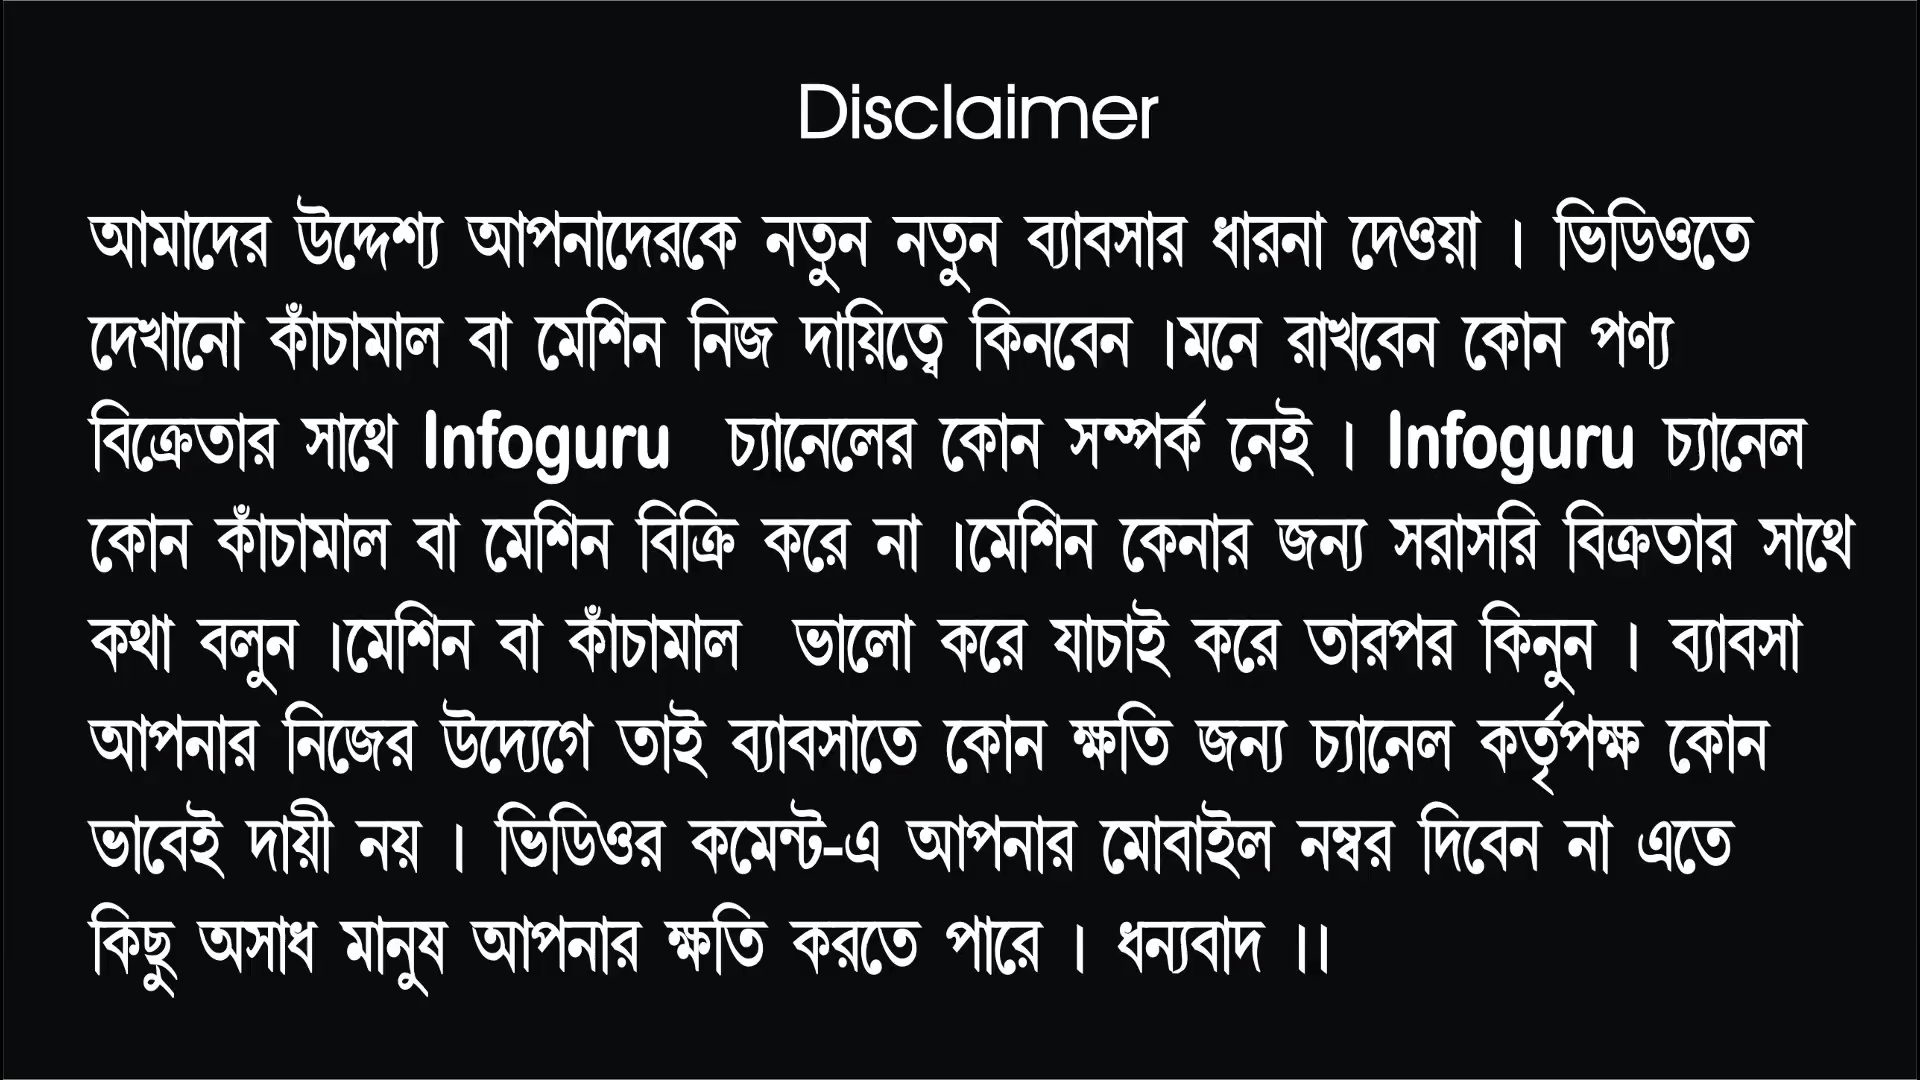 Disclaimer
আমাদের উদ্দেশ্য আপনাদেরকে নতুন নতুন ব্যাবসার ধারনা দেওয়া । ভিডিওতে
দেখানো কাঁচামাল বা মেশিন নিজ দায়িত্বে কিনবেন ।মনে রাখবেন কোন পণ্য
বিক্রেতার সাথে Infoguru চ্যানেলের কোন সম্পর্ক নেই । Infoguru চ্যানেল
কোন কাঁচামাল বা মেশিন বিক্রি করে না ।মেশিন কেনার জন্য সরাসরি বিক্রতার সাথে
কথা বলুন ।মেশিন বা কাঁচামাল ভালো করে যাচাই করে তারপর কিনুন । ব্যাবসা
আপনার নিজের উদ্যেগে তাই ব্যাবসাতে কোন ক্ষতি জন্য চ্যানেল কর্তৃপক্ষ কোন
ভাবেই দায়ী নয় । ভিডিওর কমেন্ট-এ আপনার মোবাইল নম্বর দিবেন না এতে
কিছু অসাধ মানুষ আপনার ক্ষতি করতে পারে । ধন্যবাদ ।।